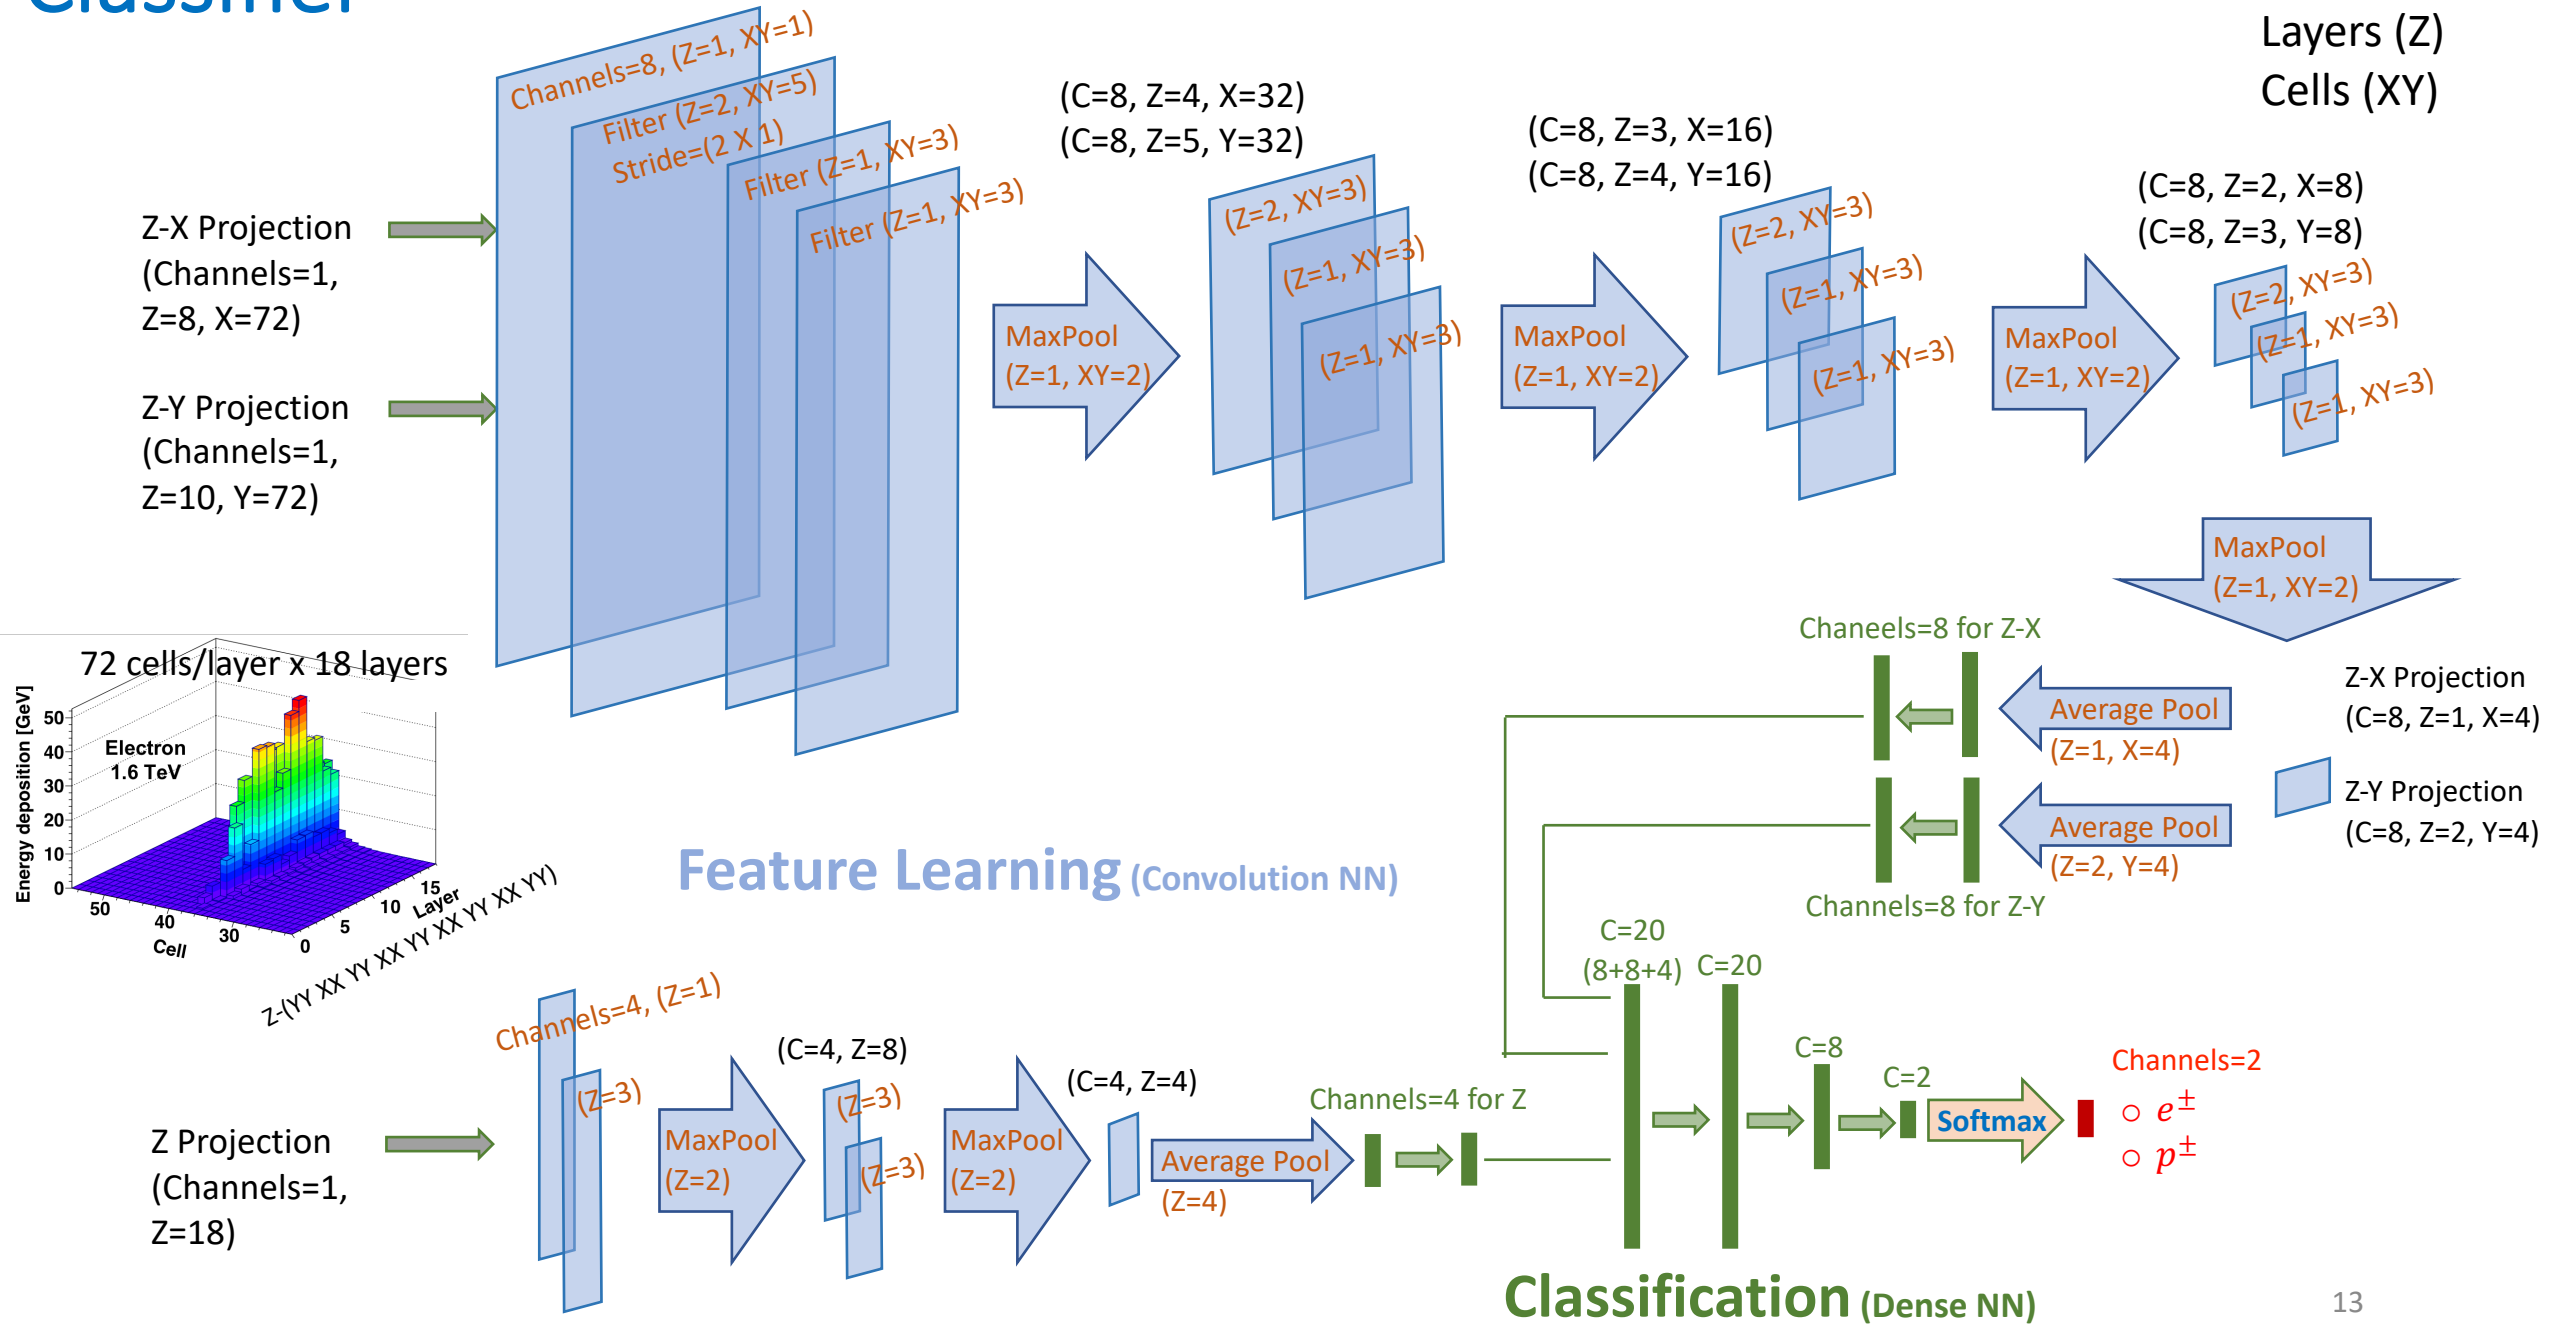 Classifier
Layers (Z)
Cells (XY)
Z-X Projection
(Channels=1,
Z=8, X=72)
Z-Y Projection
(Channels=1,
Z=10, Y=72)
Channels=8, (Z=1, XY=1)
Filter (Z=2, XY=5)
Stride=(2 X 1)
Filter (Z=1, XY=3)
Filter (Z=1, XY=3)
MaxPool
(Z=1, XY=2)
(C=8, Z=4, X=32)
(C=8, Z=5, Y=32)
(Z=2, XY=3)
(Z=1, XY=3)
(Z=1, XY=3)
MaxPool
(Z=1, XY=2)
(C=8, Z=3, X=16)
(C=8, Z=4, Y=16)
(Z=2, XY=3)
(Z=1, XY=3)
(Z=1, XY=3)
MaxPool
(Z=1, XY=2)
(C=8, Z=2, X=8)
(C=8, Z=3, Y=8)
(Z=2, XY=3)
(Z=1, XY=3)
(Z=1, XY=3)
MaxPool
(Z=1, XY=2)
Z-X Projection
(C=8, Z=1, X=4)
Z-Y Projection
(C=8, Z=2, Y=4)
Average Pool
(Z=1, X=4)
Average Pool
(Z=2, Y=4)
Chaneels=8 for Z-X
Channels=8 for Z-Y
72 cells/layer x 18 layers
Energy deposition [GeV]
50
40
30
20
10
0
Electron
1.6 TeV
50
40
30
Cell
0
5
10
15
Layer
Z-(YY XX YY XX YY XX YY XX YY)
Feature Learning (Convolution NN)
Z Projection
(Channels=1,
Z=18)
Channels=4, (Z=1)
(Z=3)
MaxPool
(Z=2)
(C=4, Z=8)
(Z=3)
(Z=3)
MaxPool
(Z=2)
(C=4, Z=4)
Average Pool
(Z=4)
Channels=4 for Z
C=20
(8+8+4)
C=20
C=8
C=2
Softmax
Channels=2
○ e±
○ p±
Classification (Dense NN)
13